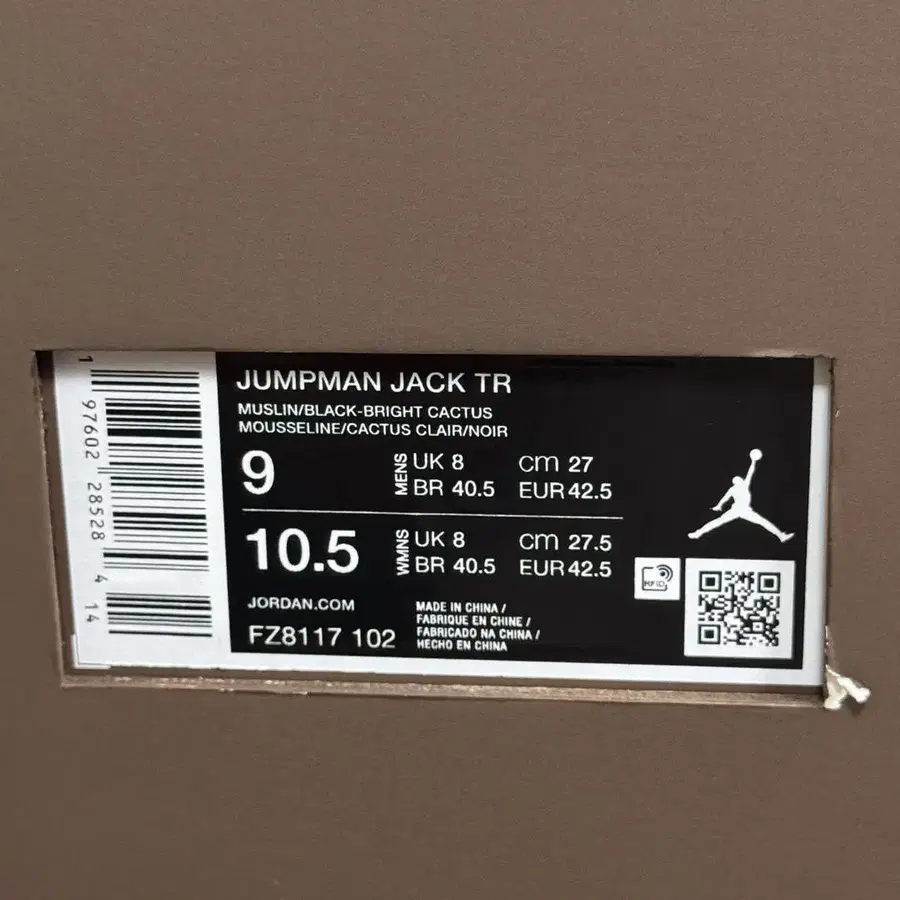 JUMPMAN JACK TR
MUSLIN/BLACK-BRIGHT CACTUS
MOUSSELINE/CACTUS CLAIR/NOIR
9
MENS
UK 8 cm 27
BR 40.5 EUR 42.5
10.5
WMNS
UK 8 cm 27.5
BR 40.5 EUR 42.5
JORDAN.COM
FZ8117 102
MADE IN CHINA /
FABRIQUE EN CHINE /
FABRICADO NA CHINA /
HECHO EN CHINA
RFID
1 97602 28528 4 14